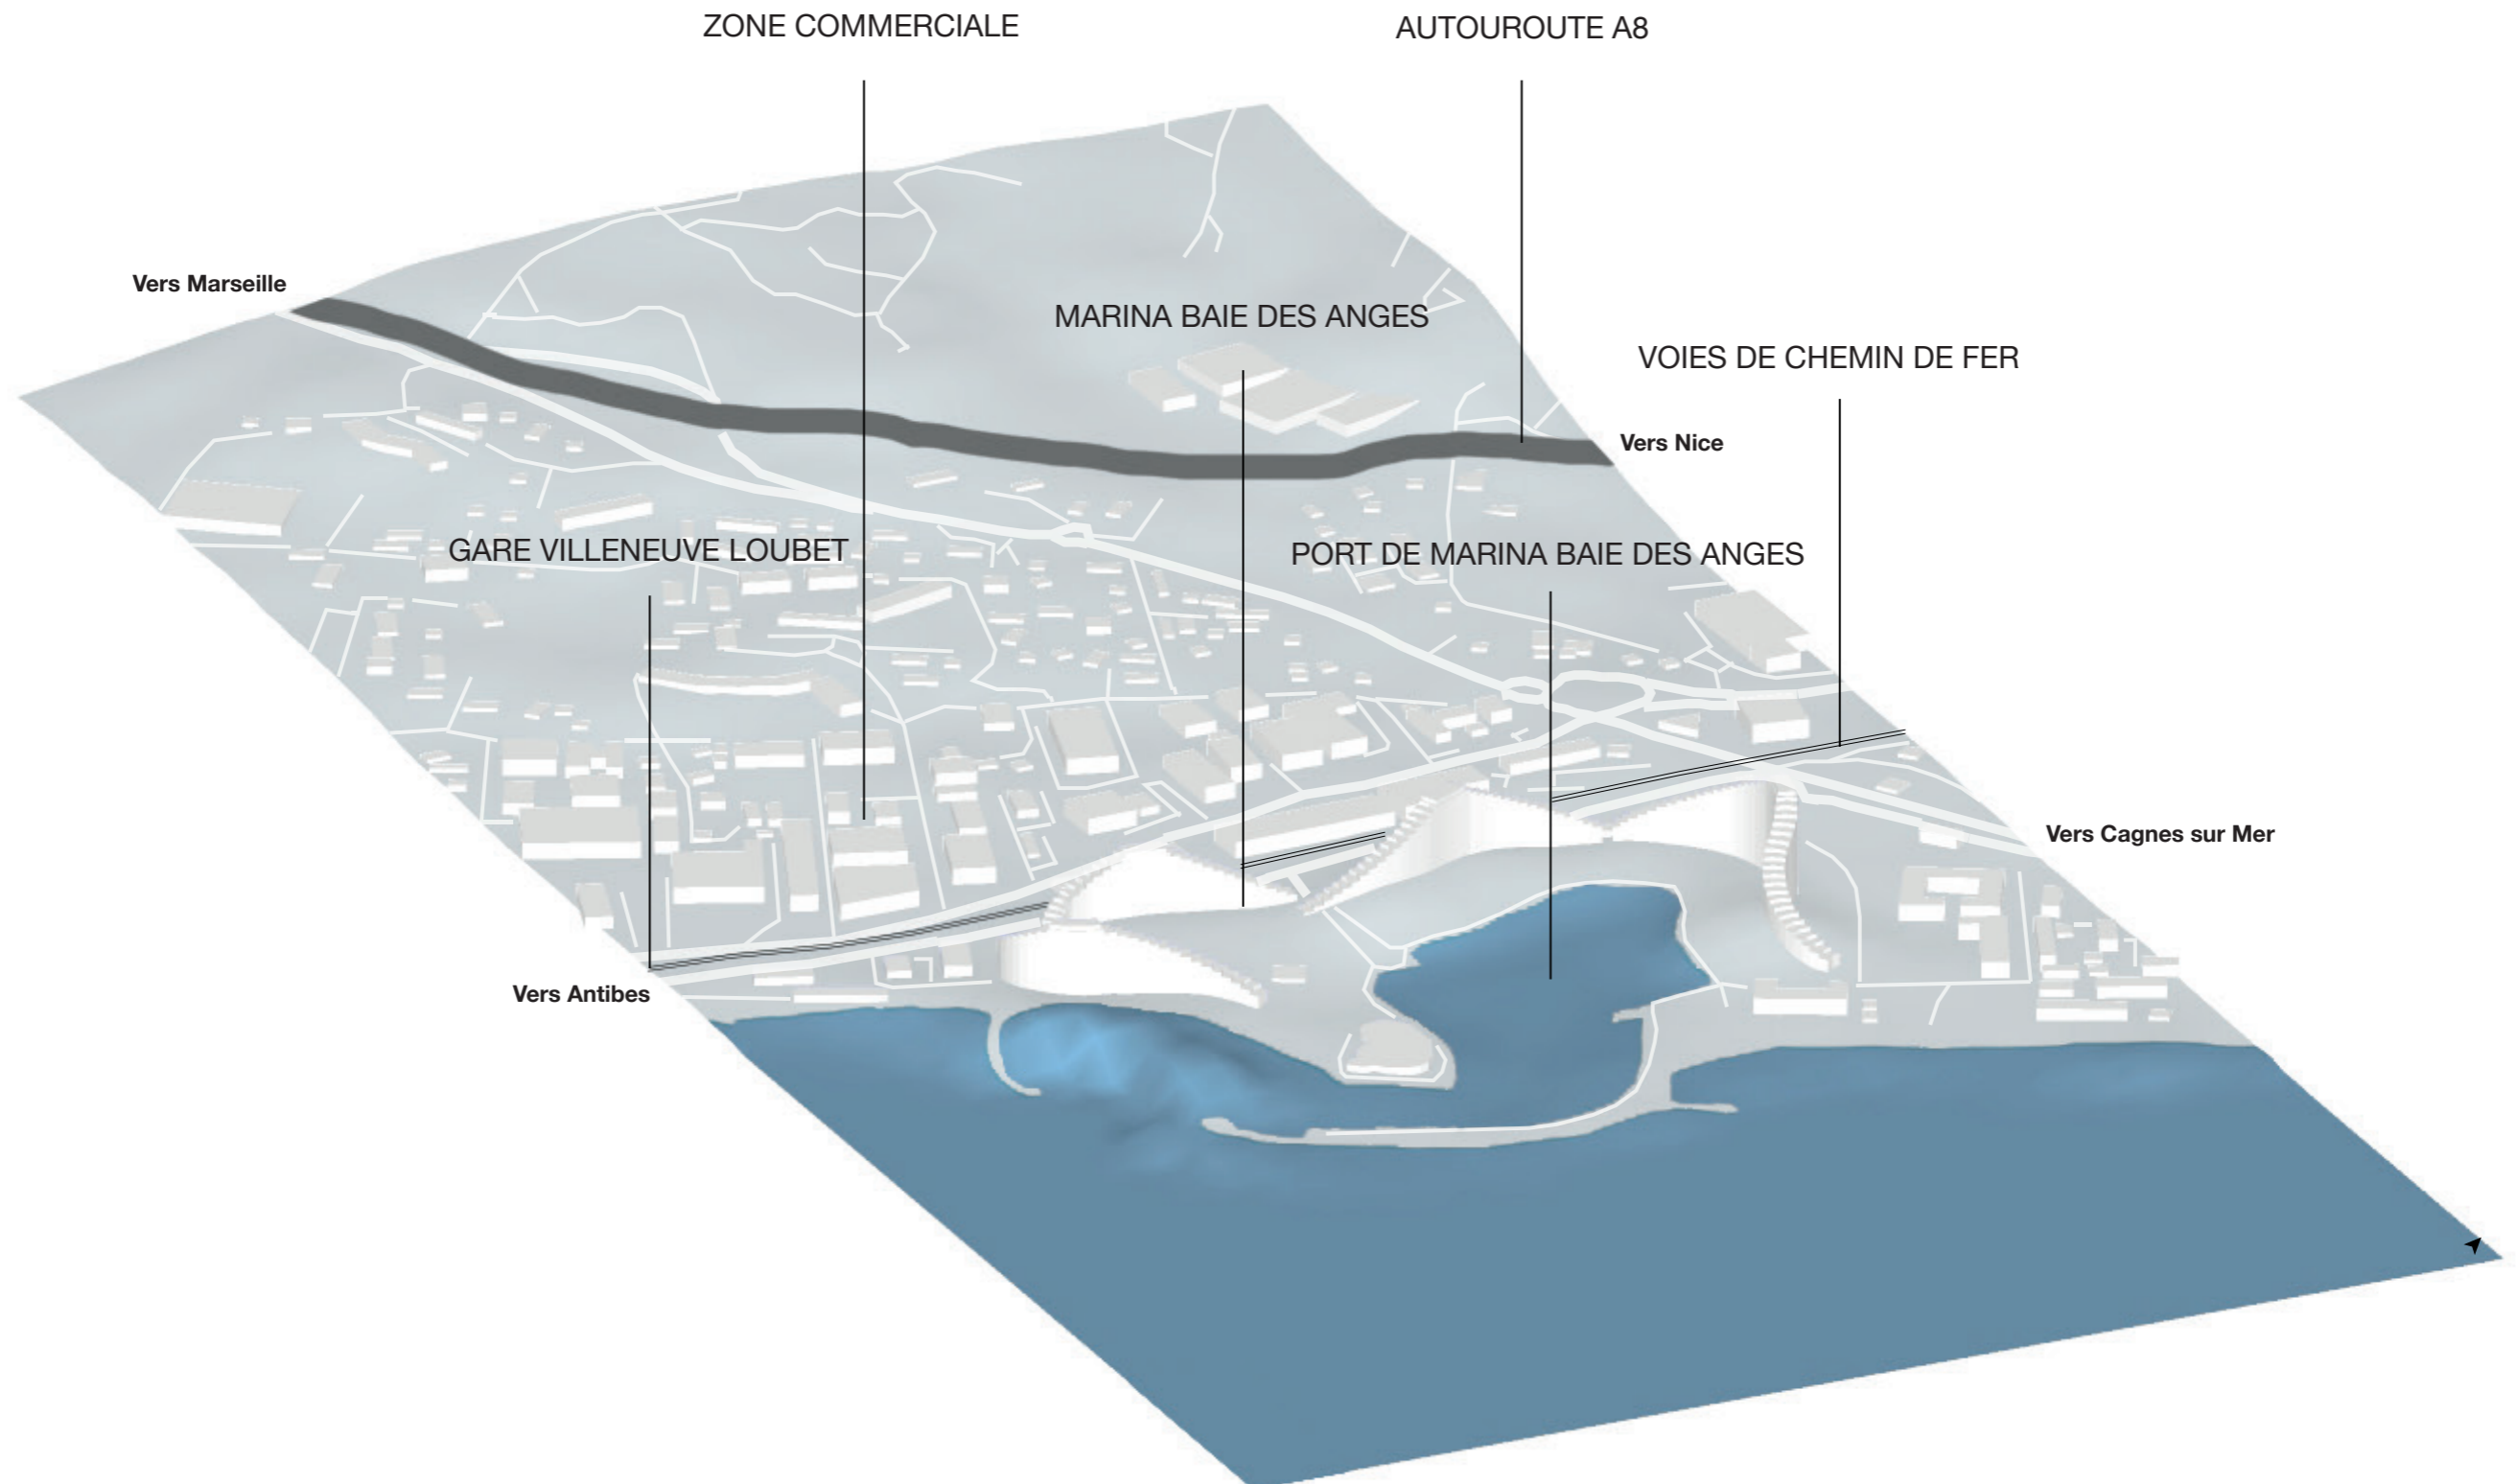 ZONE COMMERCIALE
AUTOUROUTE A8
Vers Marseille
MARINA BAIE DES ANGES
VOIES DE CHEMIN DE FER
Vers Nice
GARE VILLENEUVE LOUBET
PORT DE MARINA BAIE DES ANGES
Vers Cagnes sur Mer
Vers Antibes